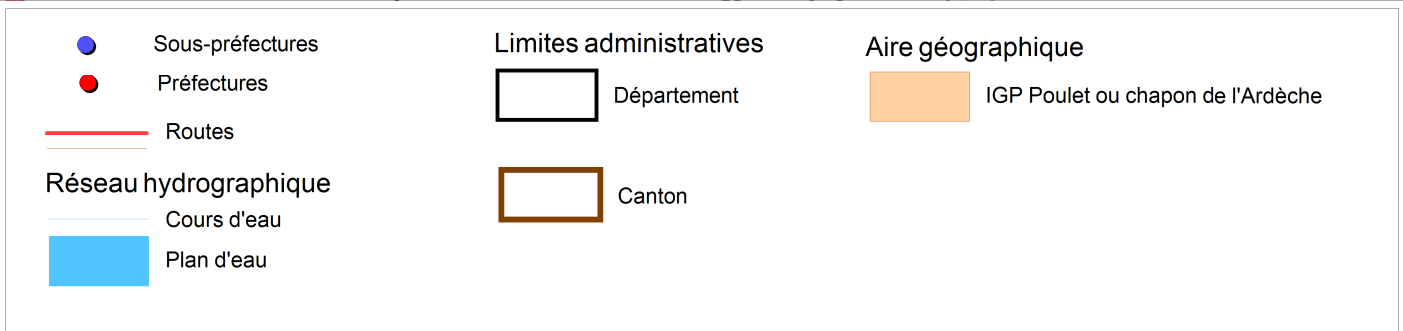 Sous-préfectures
Préfectures
Routes
Réseau hydrographique
Cours d'eau
Plan d'eau
Limites administratives
Département
Canton
Aire géographique
IGP Poulet ou chapon de l'Ardèche